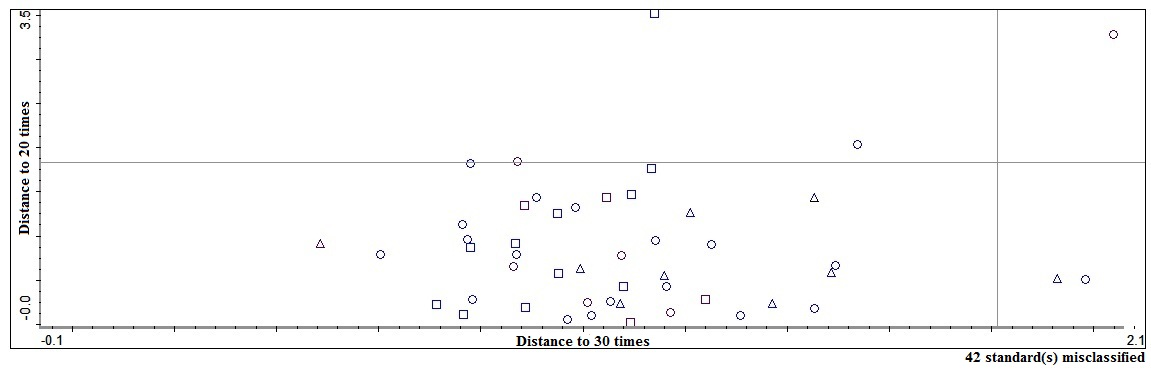 3.5
Distance to 20 times
-0.0
-0.1
Distance to 30 times
2.1
42 standard(s) misclassified